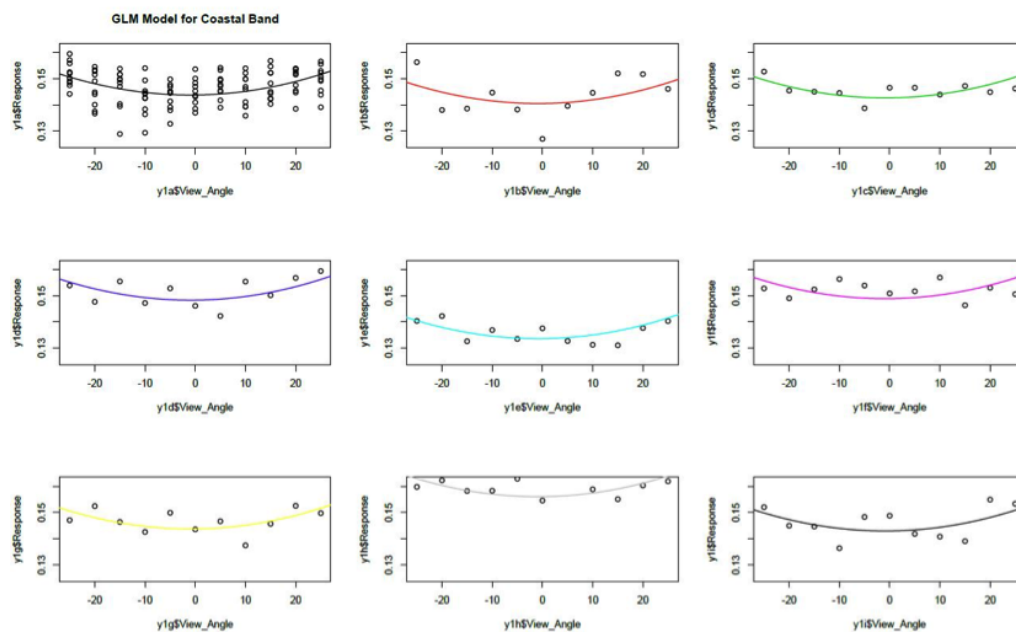 GLM Model for Coastal Band
y1a$Response
0.13 0.15
-20 -10 0 10 20
y1a$View_Angle
y1b$Response
0.13 0.15
-20 -10 0 10 20
y1b$View_Angle
y1c$Response
0.13 0.15
-20 -10 0 10 20
y1c$View_Angle
y1d$Response
0.13 0.15
-20 -10 0 10 20
y1d$View_Angle
y1e$Response
0.13 0.15
-20 -10 0 10 20
y1e$View_Angle
y1f$Response
0.13 0.15
-20 -10 0 10 20
y1f$View_Angle
y1g$Response
0.13 0.15
-20 -10 0 10 20
y1g$View_Angle
y1h$Response
0.13 0.15
-20 -10 0 10 20
y1h$View_Angle
y1i$Response
0.13 0.15
-20 -10 0 10 20
y1i$View_Angle